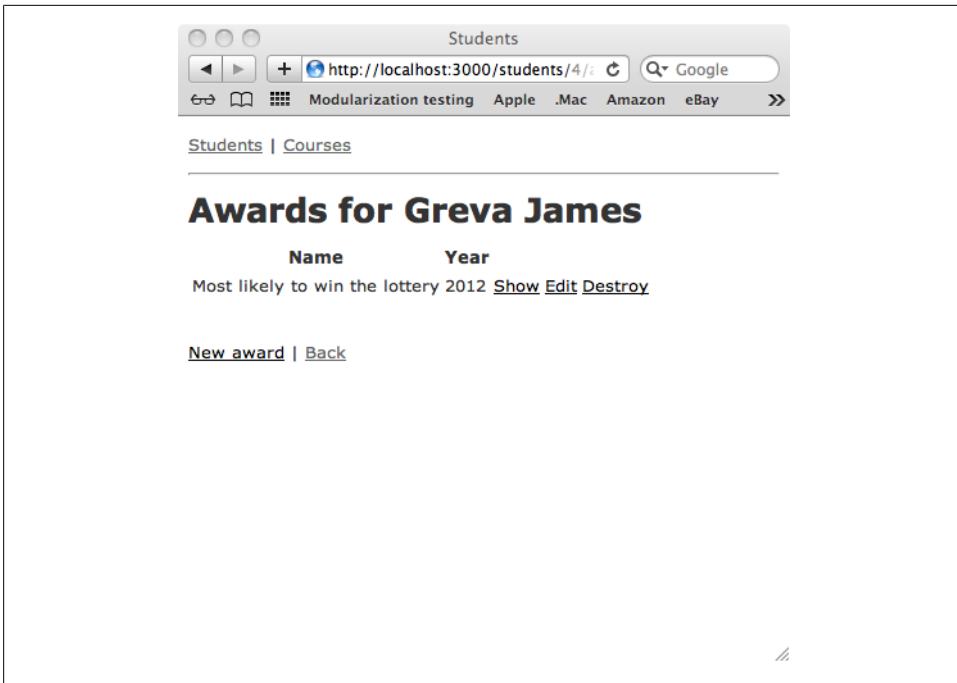 Students
http://localhost:3000/students/4/
Google
Modularization testing Apple .Mac Amazon eBay
Students | Courses
Awards for Greva James
Name Year
Most likely to win the lottery 2012 Show Edit Destroy
New award | Back